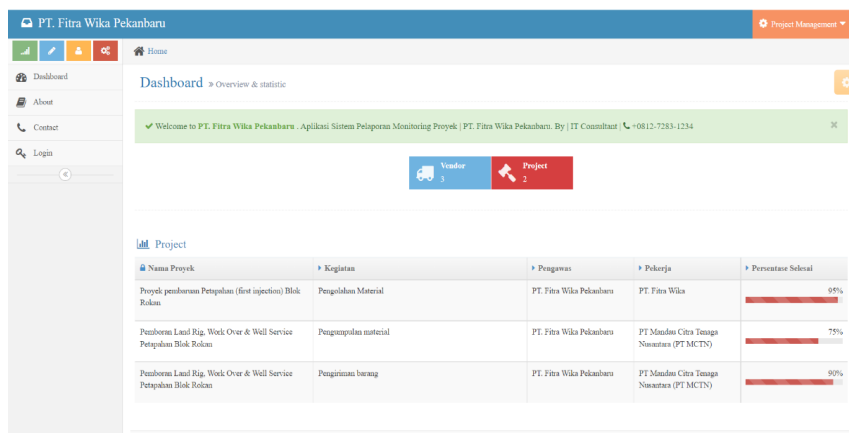 PT. Fitra Wika Pekanbaru
Project Management
Home
Dashboard
About
Contact
Login
Dashboard » Overview & statistic
Welcome to PT. Fitra Wika Pekanbaru . Aplikasi Sistem Pelaporan Monitoring Proyek | PT. Fitra Wika Pekanbaru. By | IT Consultant | +0812-7283-1234
Vendor
3
Project
2
Project
Nama Proyek Kegiatan Pengawas Pekerja Persentase Selesai
Proyek pembaruan Petapahan (first injection) Blok Pengolahan Material PT. Fitra Wika Pekanbaru PT. Fitra Wika 95%
Rokan
Pemboran Land Rig, Work Over & Well Service Pengumpulan material PT. Fitra Wika Pekanbaru PT Mandau Citra Tenaga 75%
Petapahan Blok Rokan Nusantara (PT MCTN)
Pemboran Land Rig, Work Over & Well Service Pengiriman barang PT. Fitra Wika Pekanbaru PT Mandau Citra Tenaga 90%
Petapahan Blok Rokan Nusantara (PT MCTN)